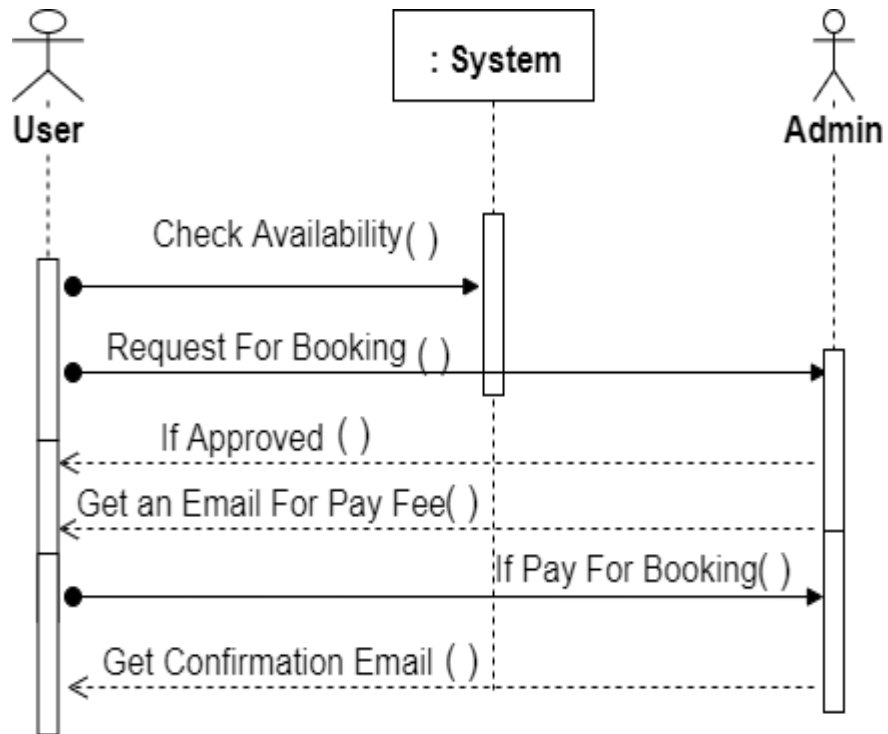 : System
User
Admin
Check Availability( )
Request For Booking ( )
If Approved ( )
Get an Email For Pay Fee( )
If Pay For Booking( )
Get Confirmation Email ( )